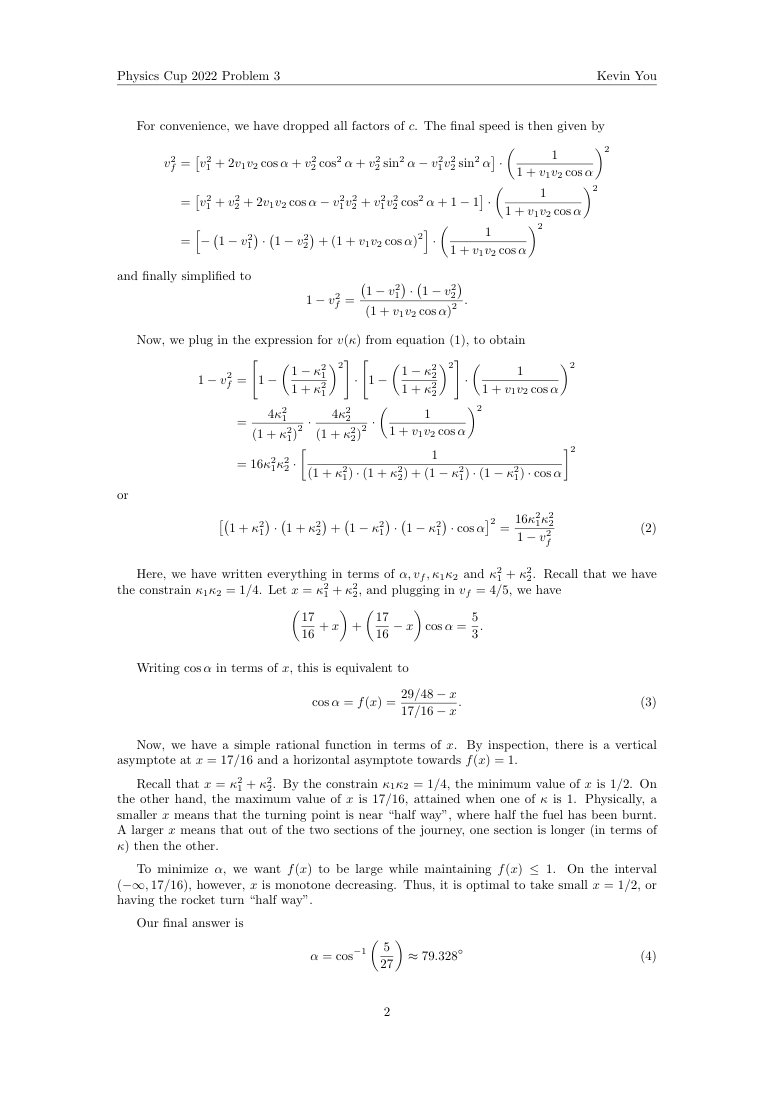 Physics Cup 2022 Problem 3 Kevin You
For convenience, we have dropped all factors of c. The final speed is then given by
v_f^2 = [v_1^2 + 2v_1v_2 cos α + v_2^2 cos^2 α + v_2^2 sin^2 α − v_1^2v_2^2 sin^2 α] · (1 / (1 + v_1v_2 cos α))^2
= [v_1^2 + v_2^2 + 2v_1v_2 cos α − v_1^2v_2^2 + v_1^2v_2^2 cos^2 α + 1 − 1] · (1 / (1 + v_1v_2 cos α))^2
= [− (1 − v_1^2) · (1 − v_2^2) + (1 + v_1v_2 cos α)^2] · (1 / (1 + v_1v_2 cos α))^2
and finally simplified to
1 − v_f^2 = (1 − v_1^2) · (1 − v_2^2) / (1 + v_1v_2 cos α)^2.
Now, we plug in the expression for v(κ) from equation (1), to obtain
1 − v_f^2 = [1 − ((1 − κ_1^2) / (1 + κ_1^2))^2] · [1 − ((1 − κ_2^2) / (1 + κ_2^2))^2] · (1 / (1 + v_1v_2 cos α))^2
= 4κ_1^2 / (1 + κ_1^2)^2 · 4κ_2^2 / (1 + κ_2^2)^2 · (1 / (1 + v_1v_2 cos α))^2
= 16κ_1^2κ_2^2 · [1 / ((1 + κ_1^2) · (1 + κ_2^2) + (1 − κ_1^2) · (1 − κ_1^2) · cos α)]^2
or
[(1 + κ_1^2) · (1 + κ_2^2) + (1 − κ_1^2) · (1 − κ_1^2) · cos α]^2 = 16κ_1^2κ_2^2 / (1 − v_f^2) (2)
Here, we have written everything in terms of α, v_f, κ_1κ_2 and κ_1^2 + κ_2^2. Recall that we have
the constrain κ_1κ_2 = 1/4. Let x = κ_1^2 + κ_2^2, and plugging in v_f = 4/5, we have
(17/16 + x) + (17/16 − x) cos α = 5/3.
Writing cos α in terms of x, this is equivalent to
cos α = f(x) = (29/48 − x) / (17/16 − x). (3)
Now, we have a simple rational function in terms of x. By inspection, there is a vertical
asymptote at x = 17/16 and a horizontal asymptote towards f(x) = 1.
Recall that x = κ_1^2 + κ_2^2. By the constrain κ_1κ_2 = 1/4, the minimum value of x is 1/2. On
the other hand, the maximum value of x is 17/16, attained when one of κ is 1. Physically, a
smaller x means that the turning point is near “half way”, where half the fuel has been burnt.
A larger x means that out of the two sections of the journey, one section is longer (in terms of
κ) then the other.
To minimize α, we want f(x) to be large while maintaining f(x) ≤ 1. On the interval
(−∞, 17/16), however, x is monotone decreasing. Thus, it is optimal to take small x = 1/2, or
having the rocket turn “half way”.
Our final answer is
α = cos^−1 (5/27) ≈ 79.328° (4)
2